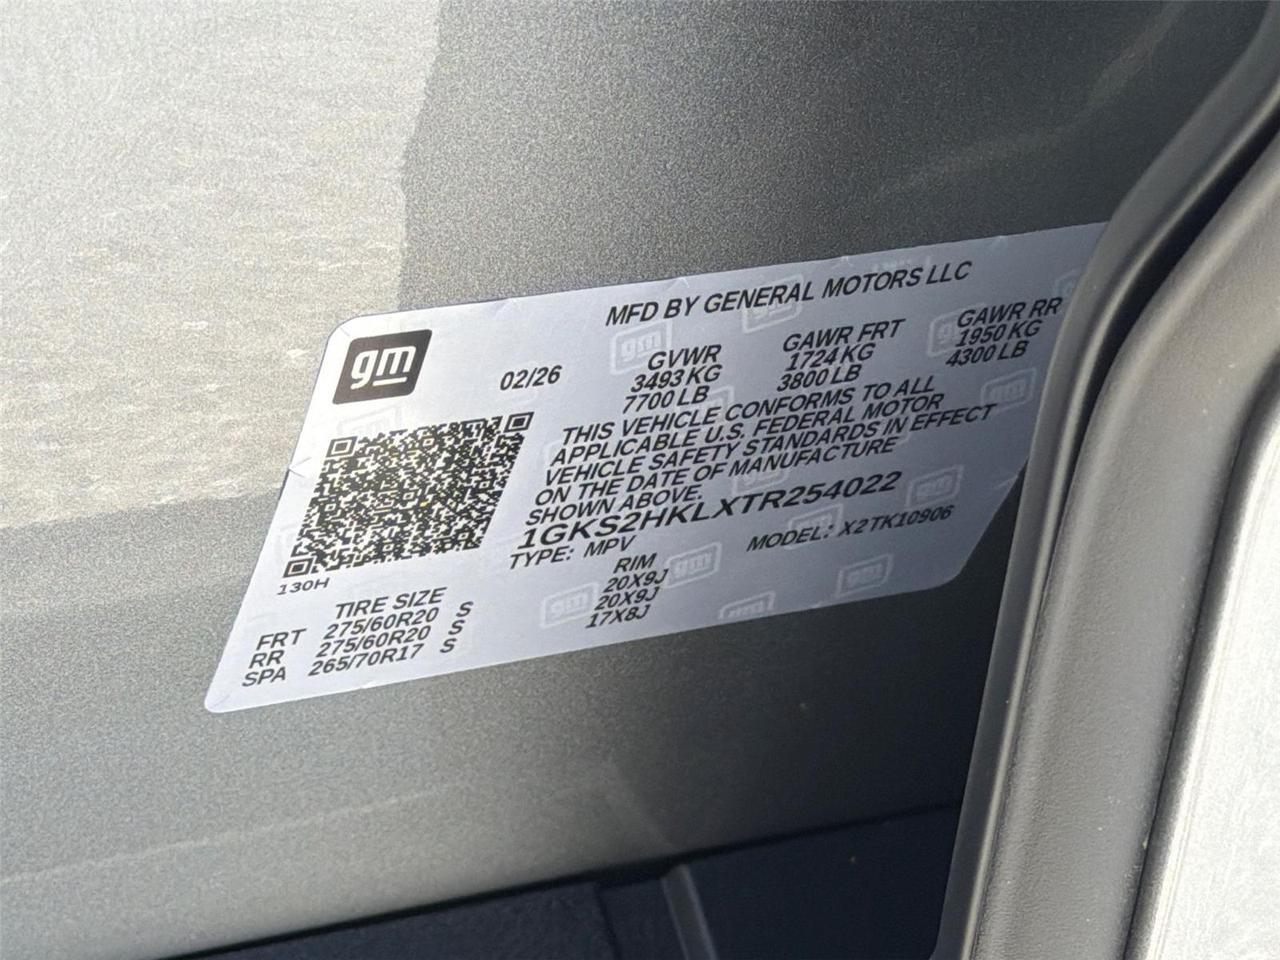 gm
MFD BY GENERAL MOTORS LLC
02/26
GVWR GAWR FRT GAWR RR
3493 KG 1724 KG 1950 KG
7700 LB 3800 LB 4300 LB
THIS VEHICLE CONFORMS TO ALL
APPLICABLE U.S. FEDERAL MOTOR
VEHICLE SAFETY STANDARDS IN EFFECT
ON THE DATE OF MANUFACTURE
SHOWN ABOVE.
1GKS2HKLXTR254022
TYPE: MPV MODEL: X2TK10906
130H
TIRE SIZE RIM
FRT 275/60R20 S 20X9J
RR 275/60R20 S 20X9J
SPA 265/70R17 S 17X8J